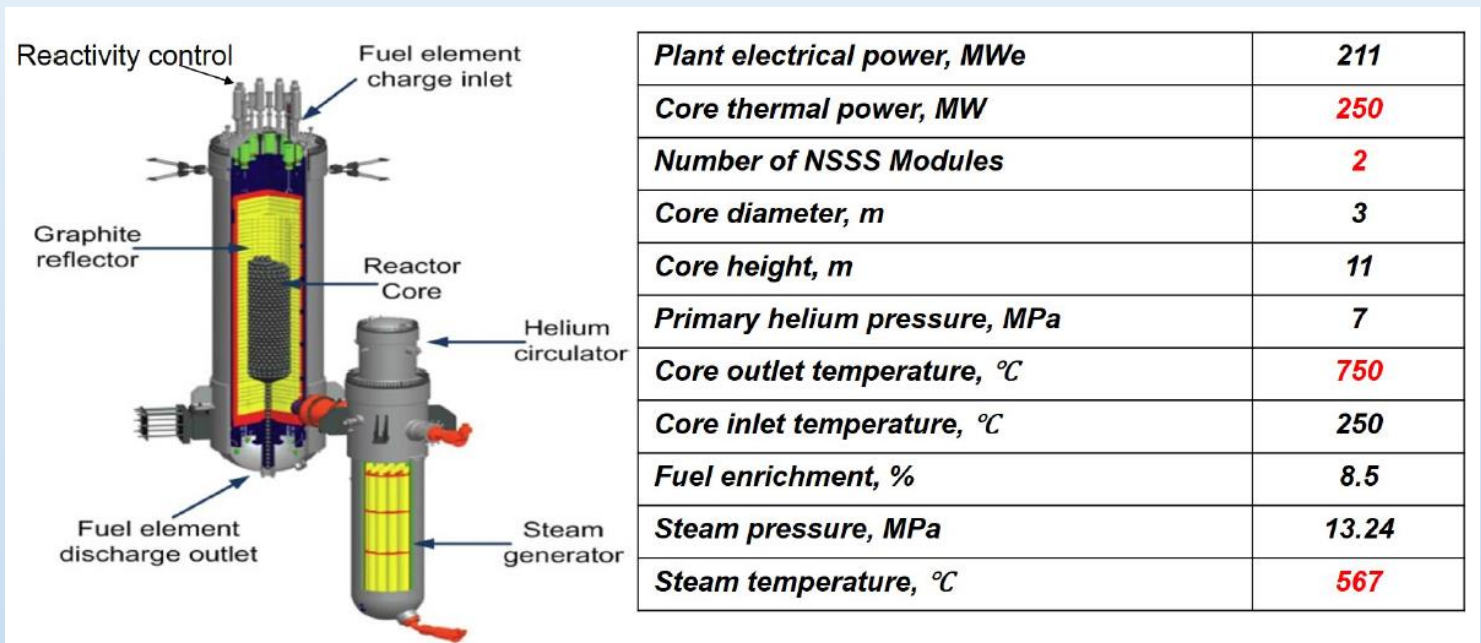 Reactivity control
Fuel element
charge inlet
Graphite
reflector
Reactor
Core
Helium
circulator
Fuel element
discharge outlet
Steam
generator
Plant electrical power, MWe 211
Core thermal power, MW 250
Number of NSSS Modules 2
Core diameter, m 3
Core height, m 11
Primary helium pressure, MPa 7
Core outlet temperature, ℃ 750
Core inlet temperature, ℃ 250
Fuel enrichment, % 8.5
Steam pressure, MPa 13.24
Steam temperature, ℃ 567